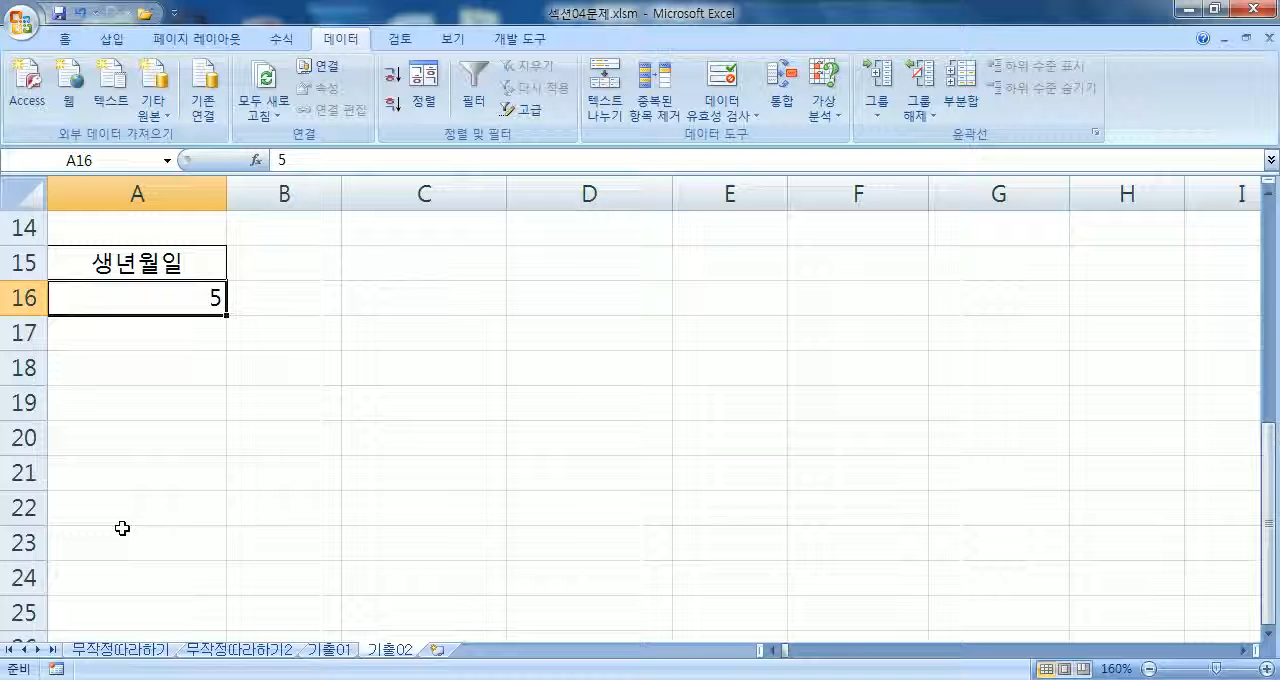 섹션04문제.xlsm - Microsoft Excel
홈 삽입 페이지 레이아웃 수식 데이터 검토 보기 개발 도구
Access 웹 텍스트 기타 원본 기존 연결
외부 데이터 가져오기
모두 새로 고침 연결 속성 연결 편집
연결
정렬 필터 지우기 다시 적용 고급
정렬 및 필터
텍스트 나누기 중복된 항목 제거 데이터 유효성 검사 통합 가상 분석
데이터 도구
그룹 그룹 해제 부분합 하위 수준 표시 하위 수준 숨기기
윤곽선
A16 fx 5
A B C D E F G H I
14
15 생년월일
16 5
17
18
19
20
21
22
23
24
25
26
무작정따라하기 무작정따라하기2 기출01 기출02
준비 160%